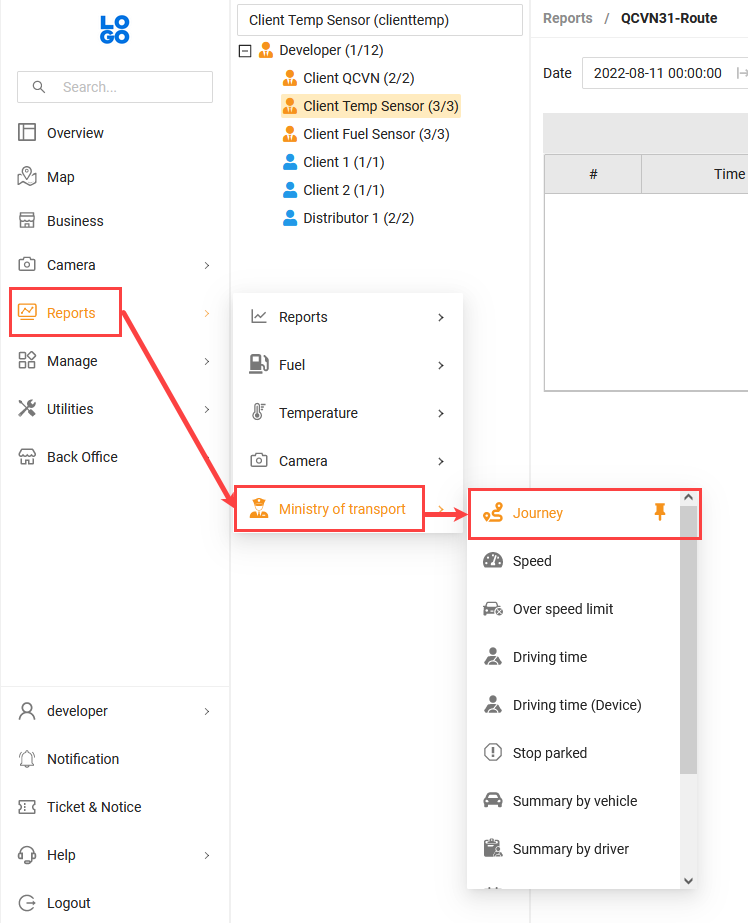 LO
GO
Search...
Overview
Map
Business
Camera
Reports
Manage
Utilities
Back Office
developer
Notification
Ticket & Notice
Help
Logout
Client Temp Sensor (clienttemp)
Developer (1/12)
Client QCVN (2/2)
Client Temp Sensor (3/3)
Client Fuel Sensor (3/3)
Client 1 (1/1)
Client 2 (1/1)
Distributor 1 (2/2)
Reports
Fuel
Temperature
Camera
Ministry of transport
Journey
Speed
Over speed limit
Driving time
Driving time (Device)
Stop parked
Summary by vehicle
Summary by driver
Reports / QCVN31-Route
Date 2022-08-11 00:00:00
# Time